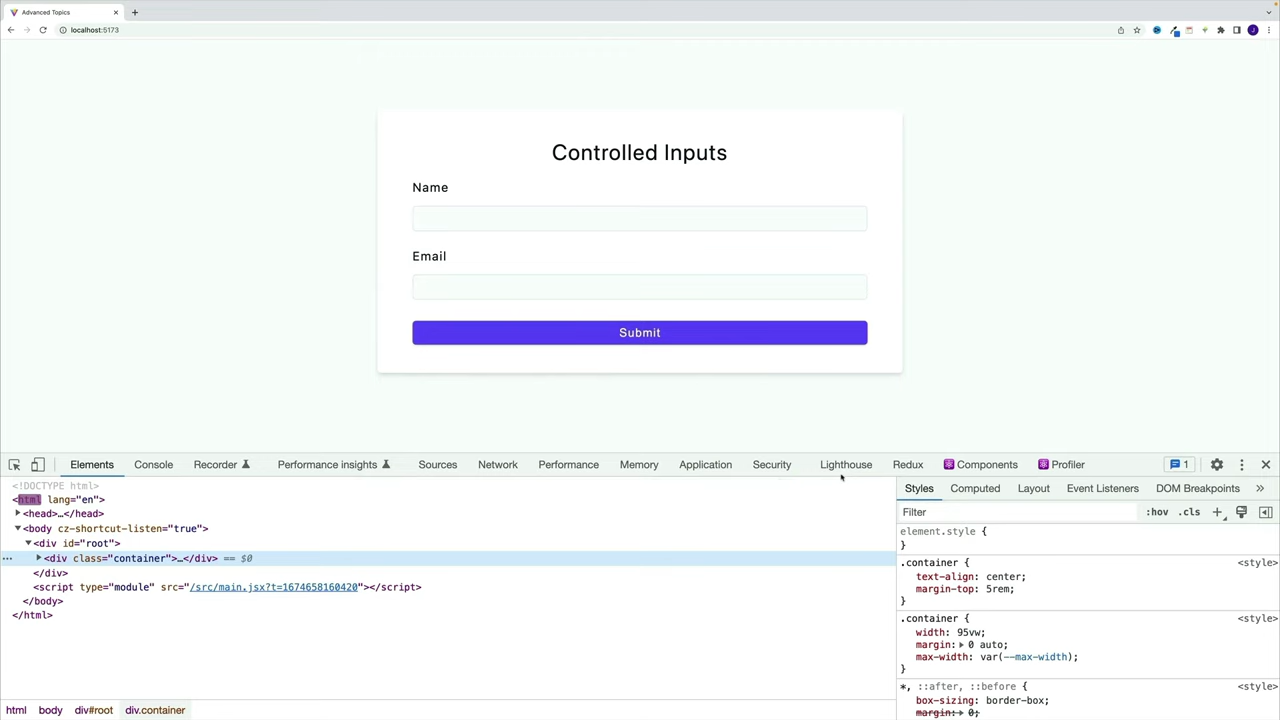 Advanced Topics
localhost:5173
J
Controlled Inputs
Name
Email
Submit
Elements Console Recorder Performance insights Sources Network Performance Memory Application Security Lighthouse Redux Components Profiler 1
<!DOCTYPE html>
<html lang="en">
<head>…</head>
<body cz-shortcut-listen="true">
<div id="root">
<div class="container">…</div> == $0
</div>
<script type="module" src="/src/main.jsx?t=1674658160420"></script>
</body>
</html>
html body div#root div.container
Styles Computed Layout Event Listeners DOM Breakpoints »
Filter :hov .cls +
element.style {
}
.container { <style>
text-align: center;
margin-top: 5rem;
}
.container { <style>
width: 95vw;
margin: 0 auto;
max-width: var(--max-width);
}
*, ::after, ::before { <style>
box-sizing: border-box;
margin: 0;